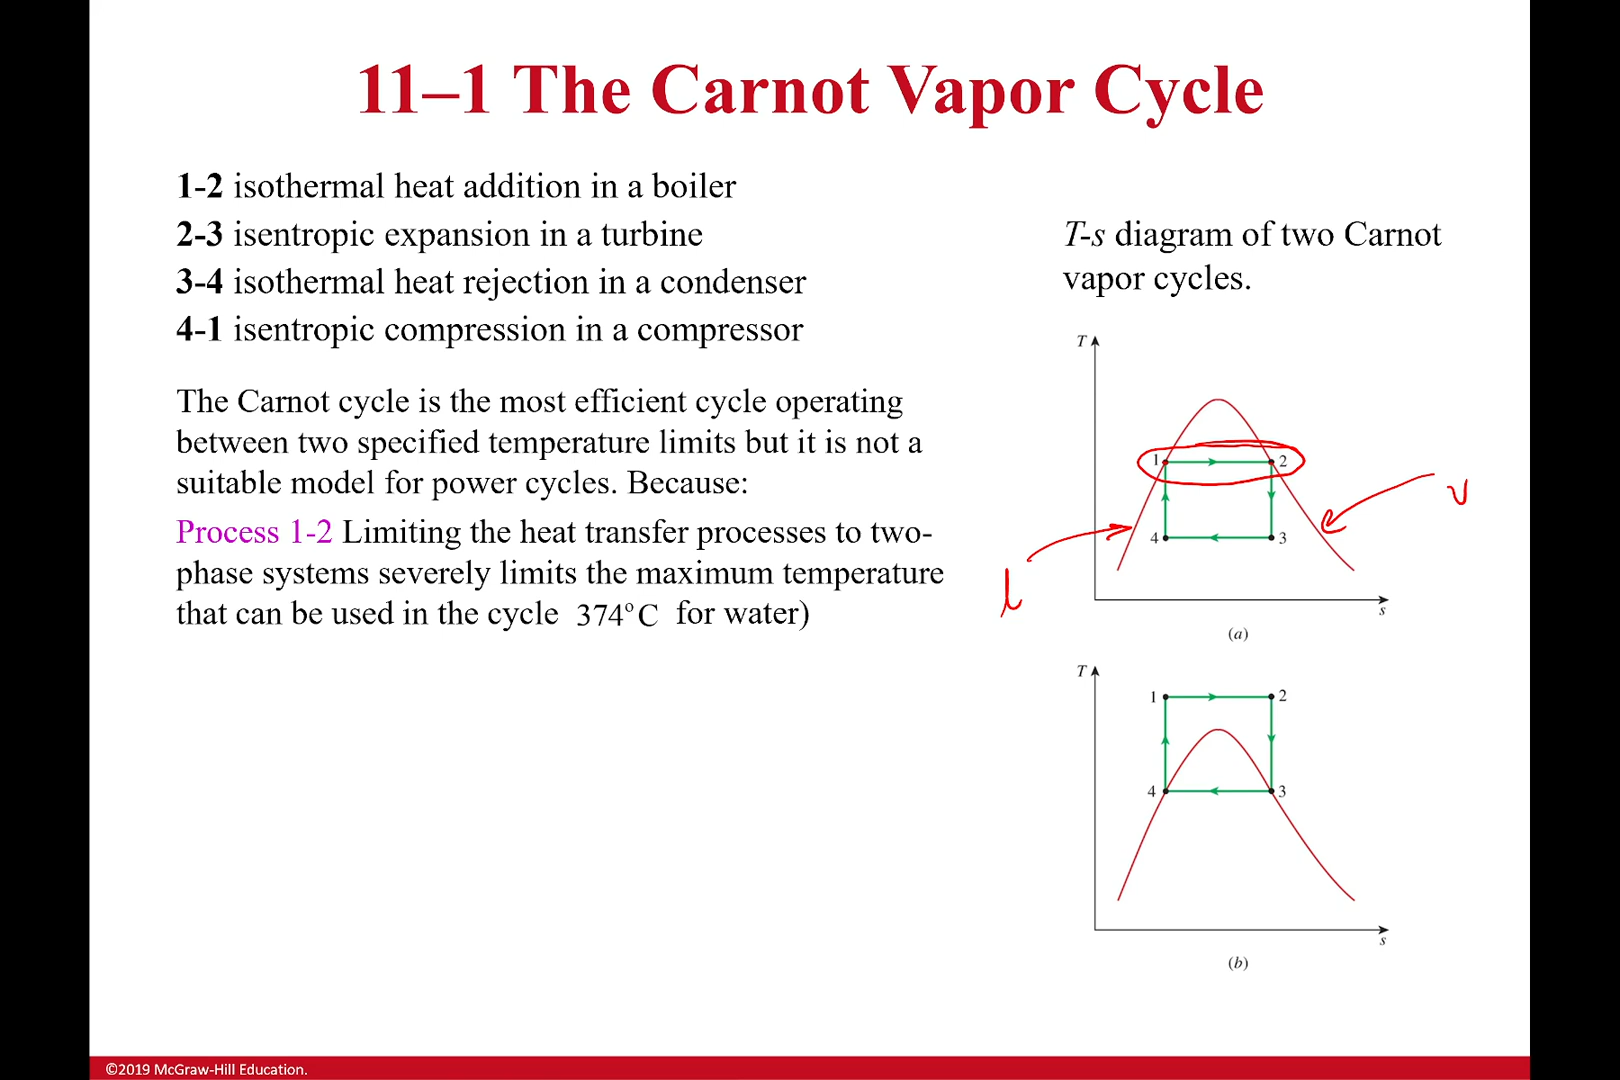 11–1 The Carnot Vapor Cycle
1-2 isothermal heat addition in a boiler
2-3 isentropic expansion in a turbine
3-4 isothermal heat rejection in a condenser
4-1 isentropic compression in a compressor
The Carnot cycle is the most efficient cycle operating
between two specified temperature limits but it is not a
suitable model for power cycles. Because:
Process 1-2 Limiting the heat transfer processes to two-
phase systems severely limits the maximum temperature
that can be used in the cycle 374°C for water)
T-s diagram of two Carnot
vapor cycles.
T
1
2
v
4
3
l
s
(a)
T
1
2
4
3
s
(b)
©2019 McGraw-Hill Education.